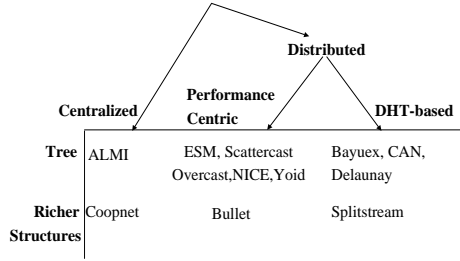 Distributed
Centralized
Performance
Centric
DHT-based
Tree
ALMI
ESM, Scattercast
Overcast,NICE,Yoid
Bayuex, CAN,
Delaunay
Richer
Structures
Coopnet
Bullet
Splitstream